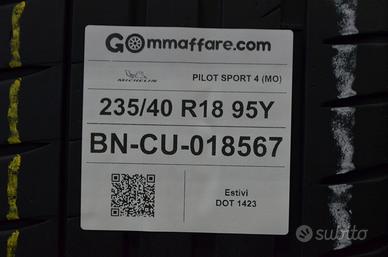 GOmmaffare.com
MICHELIN PILOT SPORT 4 (MO)
235/40 R18 95Y
BN-CU-018567
Estivi
DOT 1423
subito